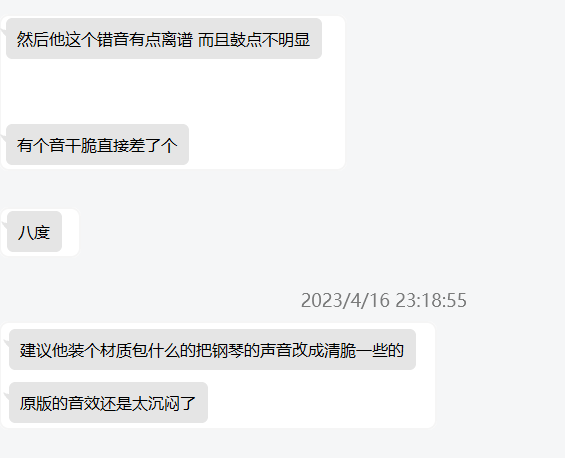 然后他这个错音有点离谱 而且鼓点不明显
有个音干脆直接差了个
八度
2023/4/16 23:18:55
建议他装个材质包什么的把钢琴的声音改成清脆一些的
原版的音效还是太沉闷了